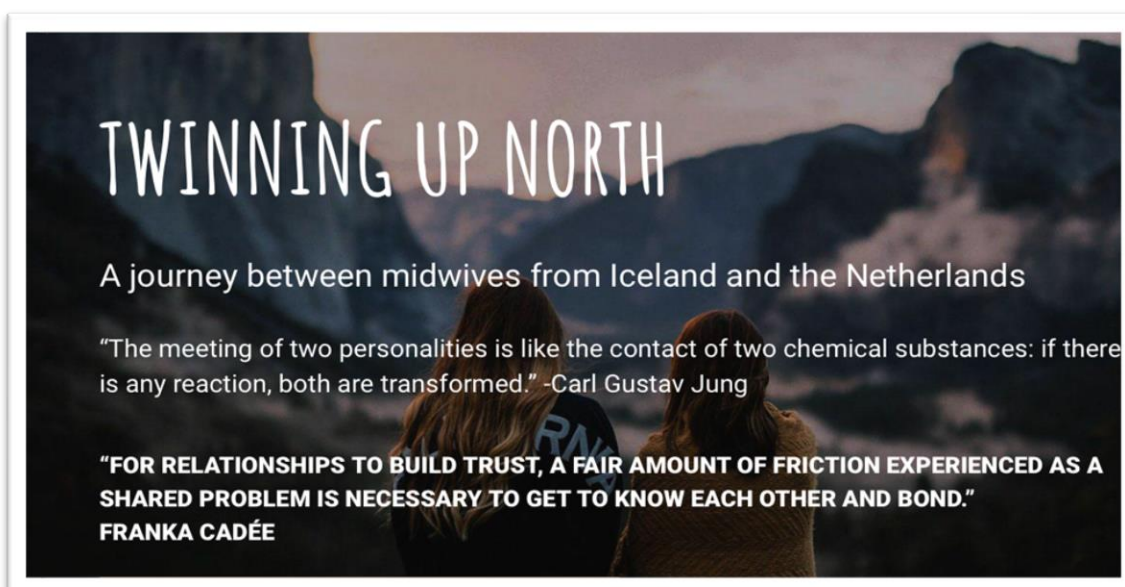 TWINNING UP NORTH
A journey between midwives from Iceland and the Netherlands
“The meeting of two personalities is like the contact of two chemical substances: if there
is any reaction, both are transformed.” -Carl Gustav Jung
“FOR RELATIONSHIPS TO BUILD TRUST, A FAIR AMOUNT OF FRICTION EXPERIENCED AS A
SHARED PROBLEM IS NECESSARY TO GET TO KNOW EACH OTHER AND BOND.”
FRANKA CADÉE